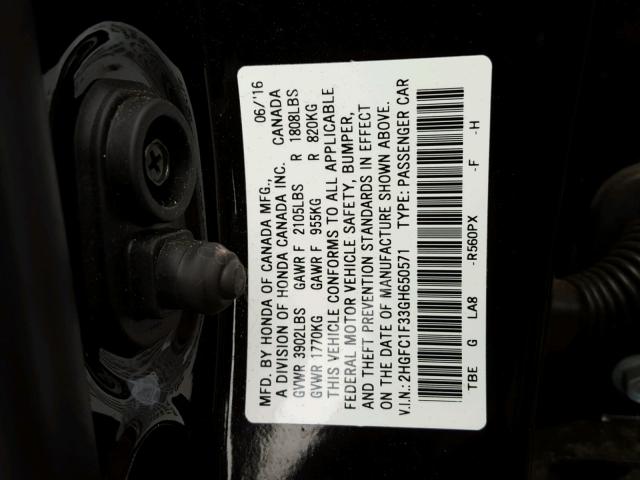 MFD. BY HONDA OF CANADA MFG., 06/'16
A DIVISION OF HONDA CANADA INC. CANADA
GVWR 3902LBS GAWR F 2105LBS R 1808LBS
GVWR 1770KG GAWR F 955KG R 820KG
THIS VEHICLE CONFORMS TO ALL APPLICABLE
FEDERAL MOTOR VEHICLE SAFETY, BUMPER,
AND THEFT PREVENTION STANDARDS IN EFFECT
ON THE DATE OF MANUFACTURE SHOWN ABOVE.
V.I.N.:2HGFC1F33GH650571 TYPE: PASSENGER CAR
TBE G LA8 -R560PX -F -H